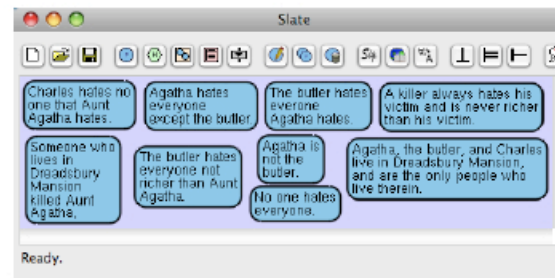 Slate
Charles hates no
one that Aunt
Agatha hates.
Agatha hates
everyone
except the butler.
The butler hates
everone
Agatha hates.
A killer always hates his
victim and is never richer
than his victim.
Someone who
lives in
Dreadsbury
Mansion
killed Aunt
Agatha,
The butler hates
everyone not
richer than Aunt
Agatha.
Agatha is
not the
butler.
No one hates
everyone.
Agatha, the butler, and Charles
live in Dreadsbury Mansion,
and are the only people who
live therein.
Ready.